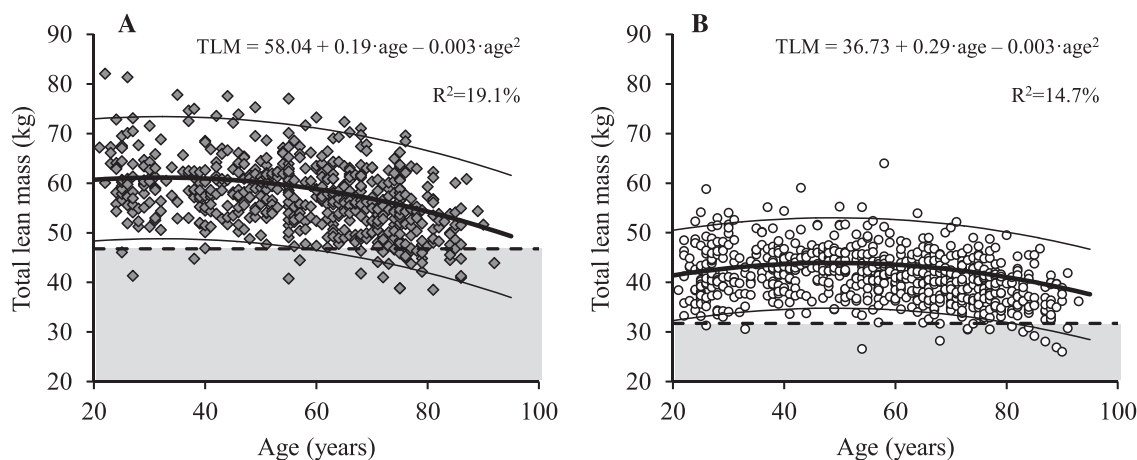 A
TLM = 58.04 + 0.19·age – 0.003·age²
R²=19.1%
Total lean mass (kg)
90
80
70
60
50
40
30
20
20 40 60 80 100
Age (years)
B
TLM = 36.73 + 0.29·age – 0.003·age²
R²=14.7%
Total lean mass (kg)
90
80
70
60
50
40
30
20
20 40 60 80 100
Age (years)